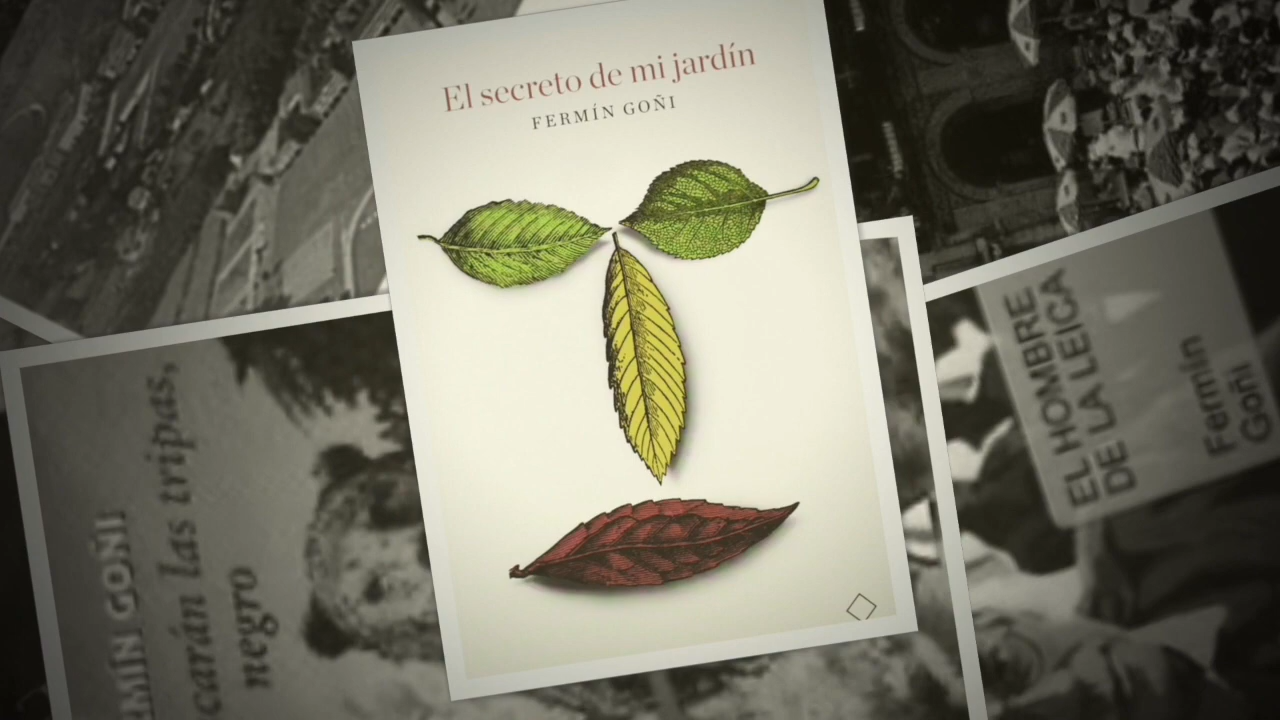 El secreto de mi jardín
FERMÍN GOÑI
EL HOMBRE
DE LA LEICA
Fermín
Goñi
RMÍN GOÑI
carán las tripas,
negro